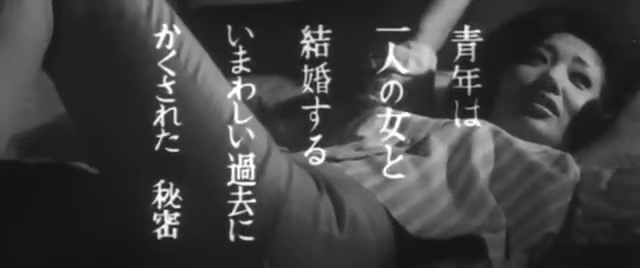 青年は
一人の女と
結婚する
いまわしい過去に
かくされた 秘密